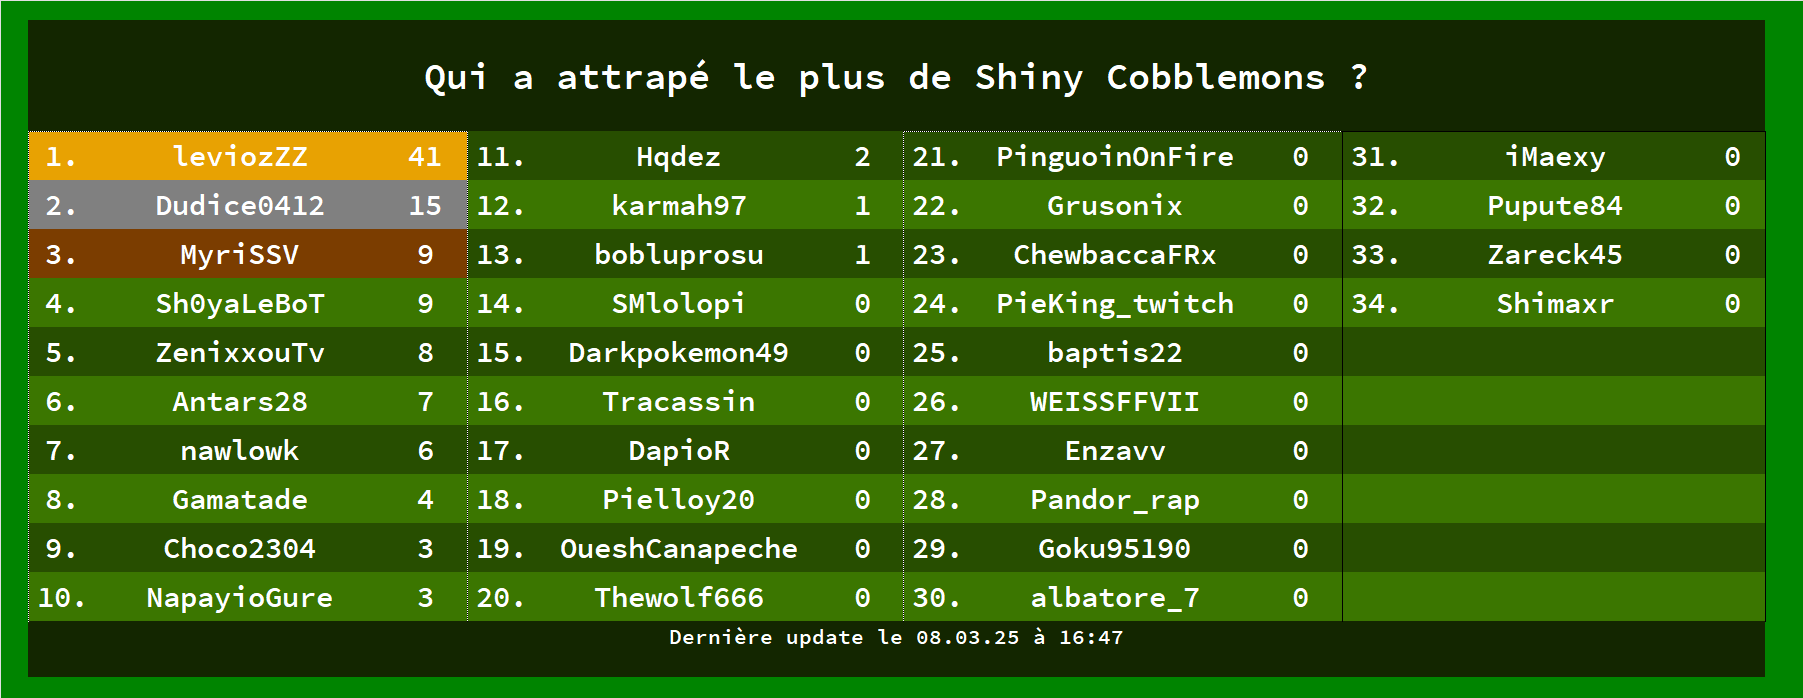 Qui a attrapé le plus de Shiny Cobblemons ?
1. leviozZZ 41
2. Dudice0412 15
3. MyriSSV 9
4. Sh0yaLeBoT 9
5. ZenixxouTv 8
6. Antars28 7
7. nawlowk 6
8. Gamatade 4
9. Choco2304 3
10. NapayioGure 3
11. Hqdez 2
12. karmah97 1
13. bobluprosu 1
14. SMlolopi 0
15. Darkpokemon49 0
16. Tracassin 0
17. DapioR 0
18. Pielloy20 0
19. OueshCanapeche 0
20. Thewolf666 0
21. PinguoinOnFire 0
22. Grusonix 0
23. ChewbaccaFRx 0
24. PieKing_twitch 0
25. baptis22 0
26. WEISSFFVII 0
27. Enzavv 0
28. Pandor_rap 0
29. Goku95190 0
30. albatore_7 0
31. iMaexy 0
32. Pupute84 0
33. Zareck45 0
34. Shimaxr 0
Dernière update le 08.03.25 à 16:47